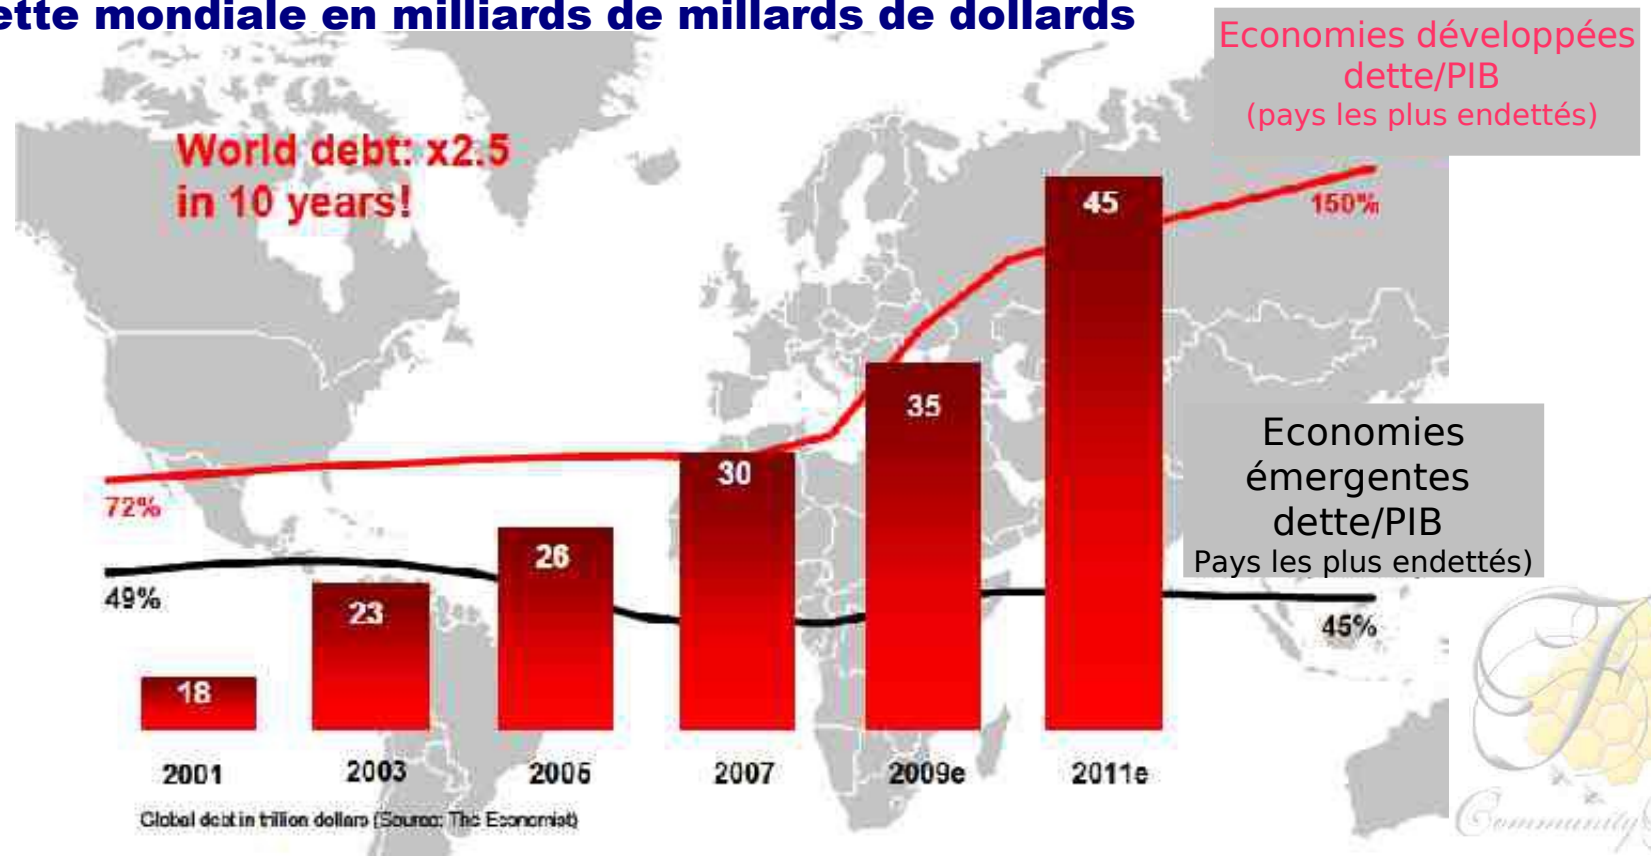 ette mondiale en milliards de millards de dollards
Economies développées
dette/PIB
(pays les plus endettés)
World debt: x2.5
in 10 years!
150%
45
35
30
72%
26
49%
23
18
Economies
émergentes
dette/PIB
Pays les plus endettés)
45%
2001
2003
2005
2007
2009e
2011e
Global debt in trillion dollars (Source: The Economist)
Community